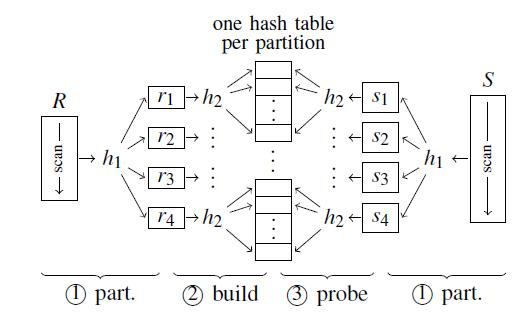 one hash table
per partition
R
scan
h1
r1
r2
r3
r4
h2
⋮
⋮
h2
⋮
⋮
⋮
h2
⋮
⋮
h2
s1
s2
s3
s4
h1
S
scan
① part.
② build
③ probe
① part.